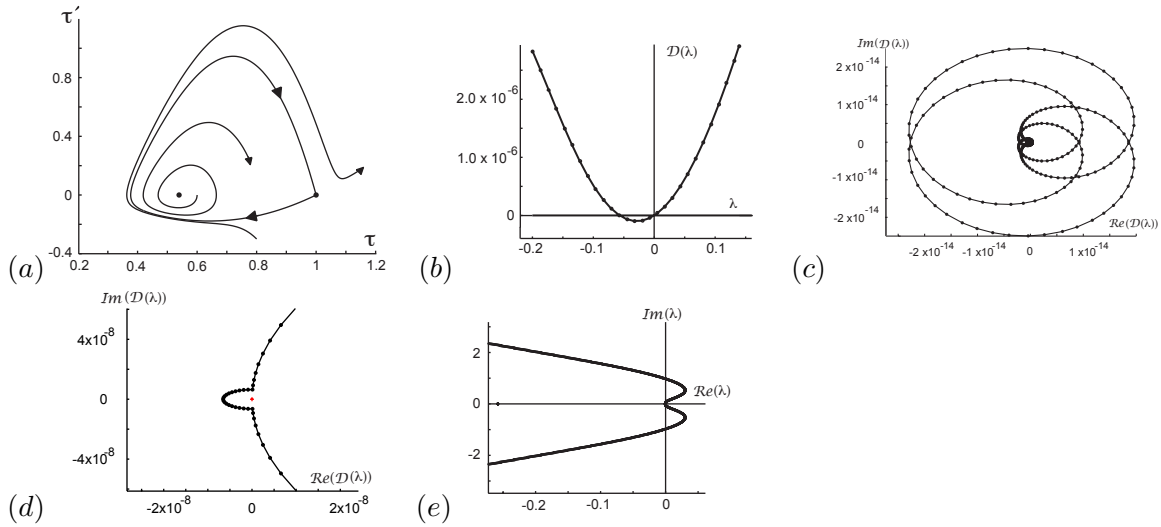 τ′
0.8
0.4
0
-0.4
0.2
0.4
0.6
0.8
1
1.2
τ
(a)
𝒟(λ)
2.0 x 10⁻⁶
1.0 x 10⁻⁶
0
λ
-0.2
-0.1
0
0.1
(b)
Im(𝒟(λ))
2 x10⁻¹⁴
1 x10⁻¹⁴
0
-1 x10⁻¹⁴
-2 x10⁻¹⁴
Re(𝒟(λ))
-2 x10⁻¹⁴
-1 x10⁻¹⁴
0
1 x10⁻¹⁴
(c)
Im(𝒟(λ))
4x10⁻⁸
0
-4x10⁻⁸
Re(𝒟(λ))
-2x10⁻⁸
0
2x10⁻⁸
(d)
Im(λ)
2
0
-2
Re(λ)
-0.2
-0.1
0
(e)